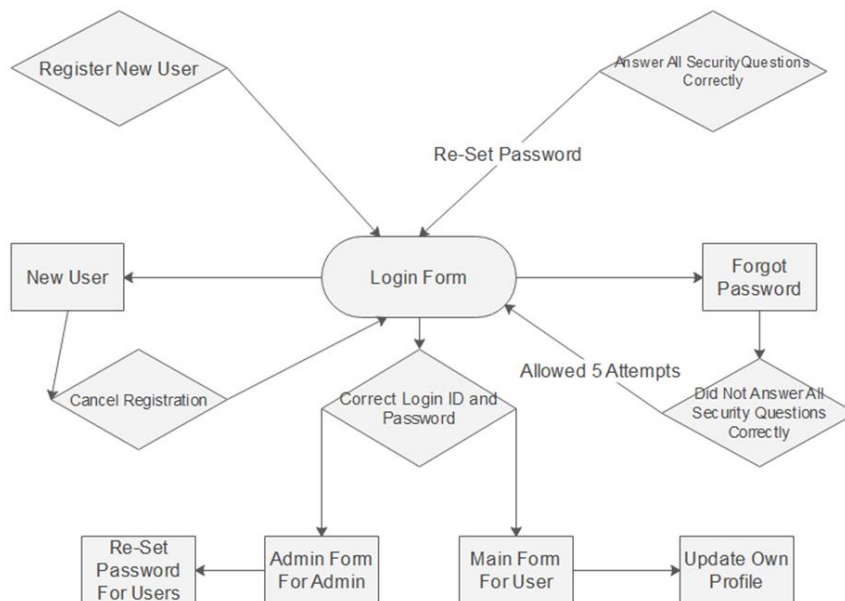 Register New User
Answer All Security Questions
Correctly
Re-Set Password
New User
Login Form
Forgot
Password
Cancel Registration
Correct Login ID and
Password
Allowed 5 Attempts
Did Not Answer All
Security Questions
Correctly
Re-Set
Password
For Users
Admin Form
For Admin
Main Form
For User
Update Own
Profile